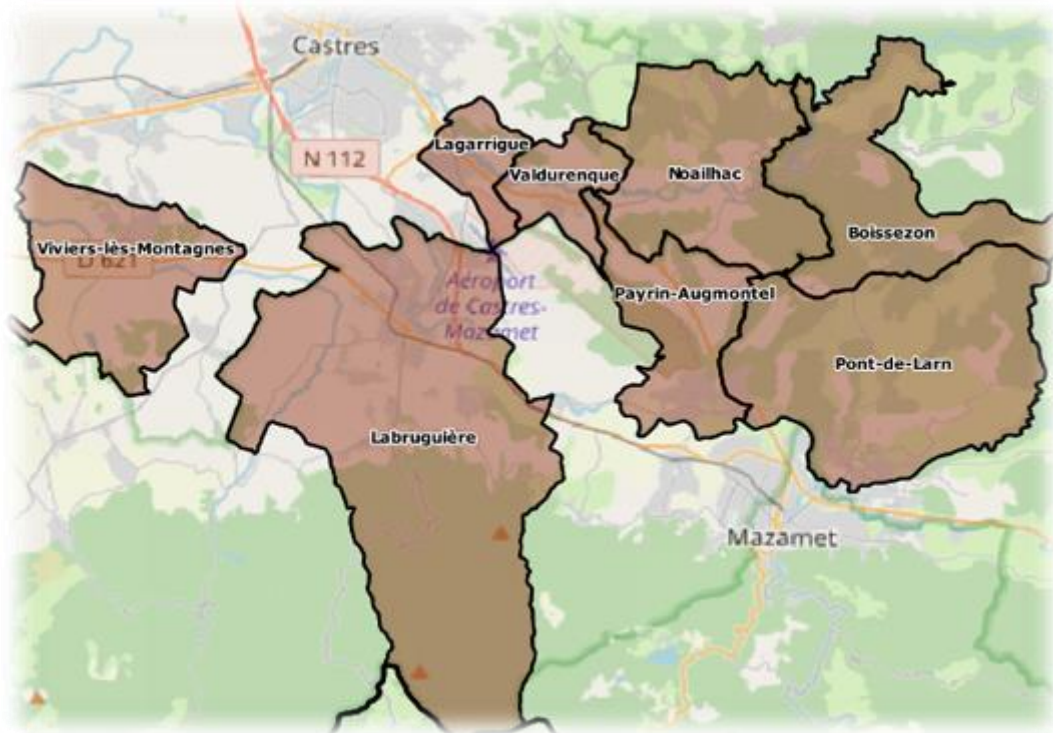 Castres
Lagarrigue
N 112
Valdurenque
Noailhac
Viviers-lès-Montagnes
D 621
Boissezon
Aéroport
de Castres-
Mazamet
Payrin-Augmontel
Pont-de-Larn
Labruguière
Mazamet